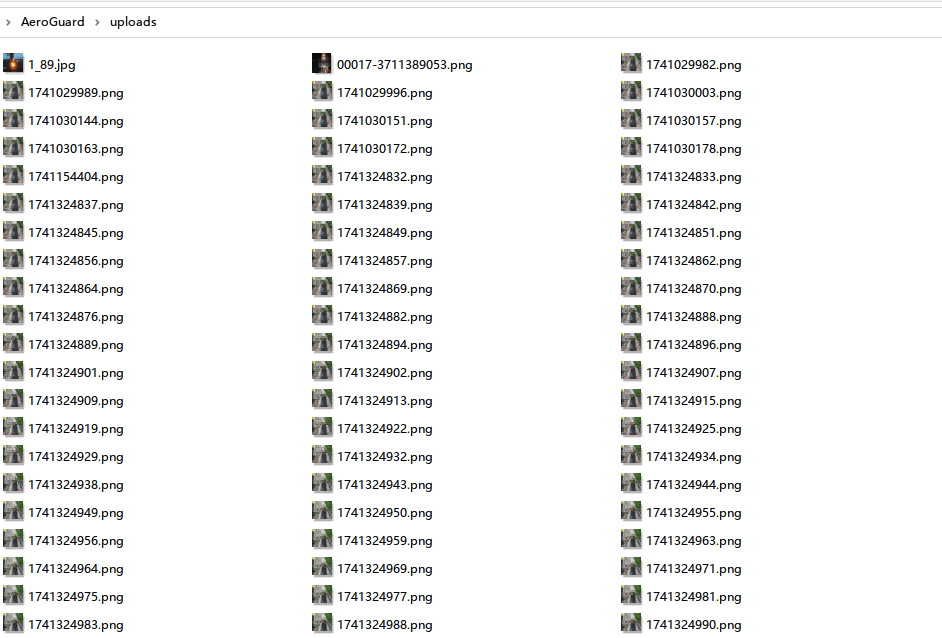 AeroGuard > uploads
1_89.jpg 00017-3711389053.png 1741029982.png
1741029989.png 1741029996.png 1741030003.png
1741030144.png 1741030151.png 1741030157.png
1741030163.png 1741030172.png 1741030178.png
1741154404.png 1741324832.png 1741324833.png
1741324837.png 1741324839.png 1741324842.png
1741324845.png 1741324849.png 1741324851.png
1741324856.png 1741324857.png 1741324862.png
1741324864.png 1741324869.png 1741324870.png
1741324876.png 1741324882.png 1741324888.png
1741324889.png 1741324894.png 1741324896.png
1741324901.png 1741324902.png 1741324907.png
1741324909.png 1741324913.png 1741324915.png
1741324919.png 1741324922.png 1741324925.png
1741324929.png 1741324932.png 1741324934.png
1741324938.png 1741324943.png 1741324944.png
1741324949.png 1741324950.png 1741324955.png
1741324956.png 1741324959.png 1741324963.png
1741324964.png 1741324969.png 1741324971.png
1741324975.png 1741324977.png 1741324981.png
1741324983.png 1741324988.png 1741324990.png